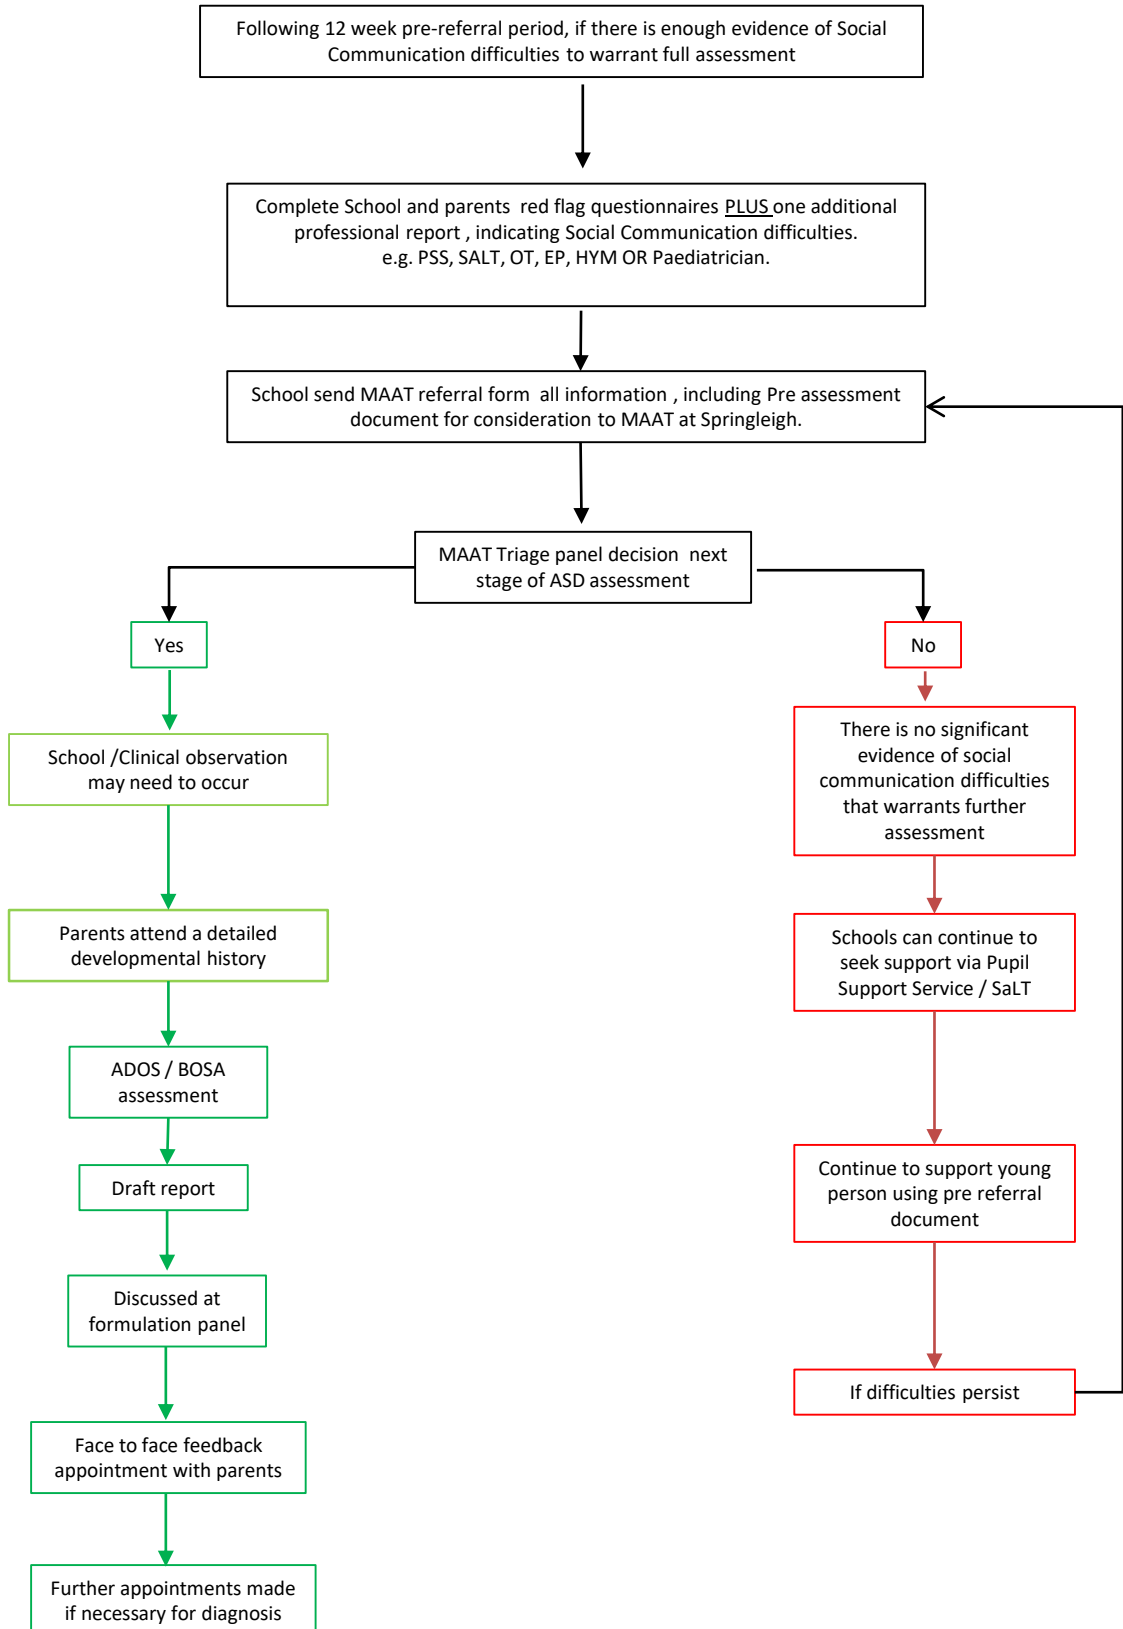 Following 12 week pre-referral period, if there is enough evidence of Social
Communication difficulties to warrant full assessment
Complete School and parents red flag questionnaires PLUS one additional
professional report , indicating Social Communication difficulties.
e.g. PSS, SALT, OT, EP, HYM OR Paediatrician.
School send MAAT referral form all information , including Pre assessment
document for consideration to MAAT at Springleigh.
MAAT Triage panel decision next
stage of ASD assessment
Yes
School /Clinical observation
may need to occur
Parents attend a detailed
developmental history
ADOS / BOSA
assessment
Draft report
Discussed at
formulation panel
Face to face feedback
appointment with parents
Further appointments made
if necessary for diagnosis
No
There is no significant
evidence of social
communication difficulties
that warrants further
assessment
Schools can continue to
seek support via Pupil
Support Service / SaLT
Continue to support young
person using pre referral
document
If difficulties persist